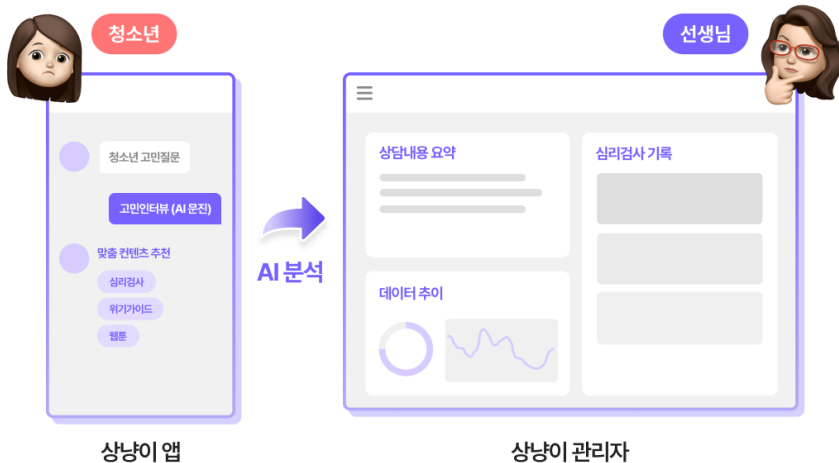 청소년
선생님
청소년 고민질문
고민인터뷰 (AI 문진)
맞춤 컨텐츠 추천
심리검사
위기가이드
웹툰
AI 분석
상담내용 요약
심리검사 기록
데이터 추이
상냥이 앱
상냥이 관리자